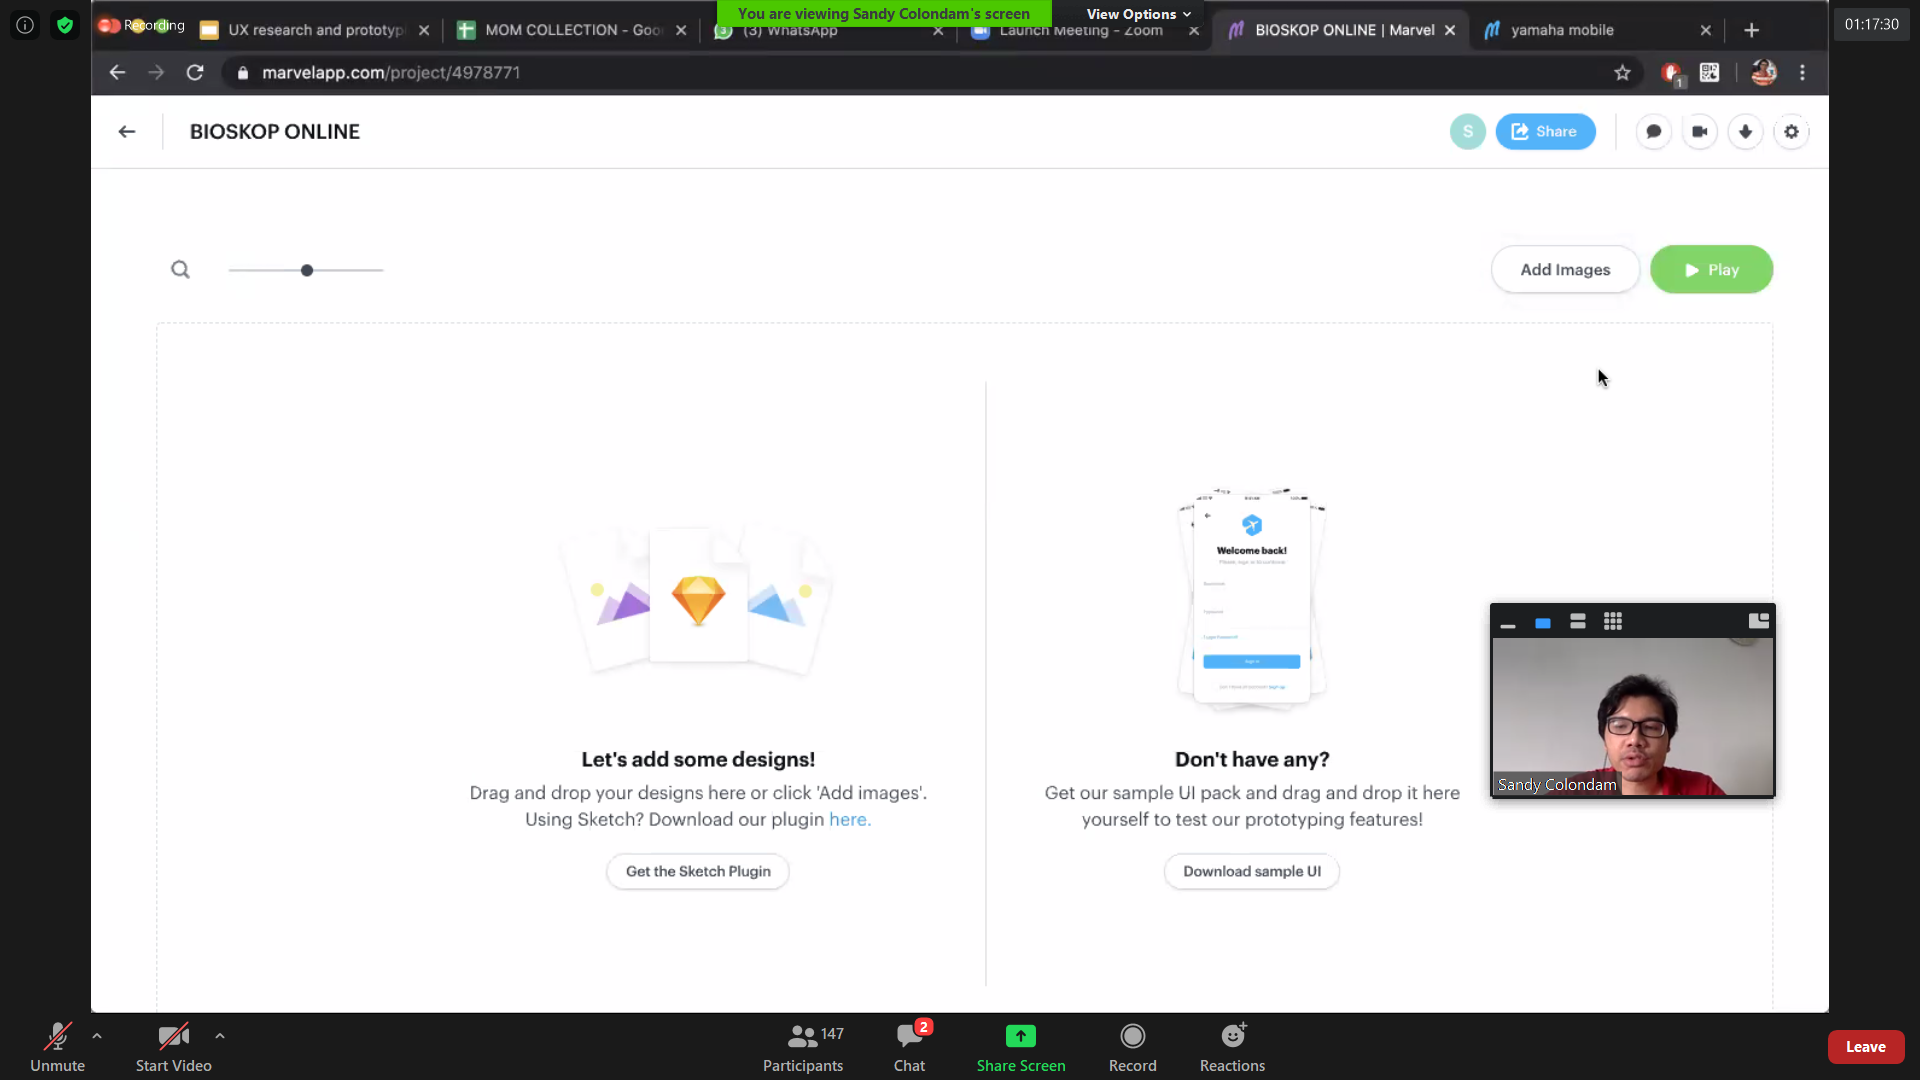 You are viewing Sandy Colondam's screen
View Options
01:17:30
Recording
UX research and prototyp
MOM COLLECTION - Goo
(3) WhatsApp
Launch Meeting - Zoom
BIOSKOP ONLINE | Marvel
yamaha mobile
marvelapp.com/project/4978771
1
BIOSKOP ONLINE
S
Share
Add Images
Play
Welcome back!
Let's add some designs!
Drag and drop your designs here or click 'Add images'.
Using Sketch? Download our plugin here.
Get the Sketch Plugin
Don't have any?
Get our sample UI pack and drag and drop it here
yourself to test our prototyping features!
Download sample UI
Sandy Colondam
Unmute
Start Video
147
Participants
2
Chat
Share Screen
Record
Reactions
Leave